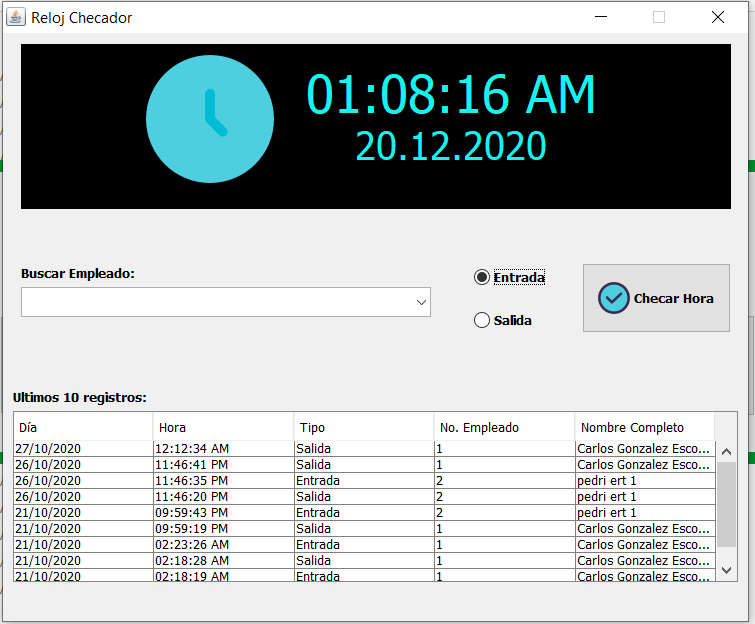 Reloj Checador
01:08:16 AM
20.12.2020
Buscar Empleado:
Entrada
Salida
Checar Hora
Ultimos 10 registros:
Día Hora Tipo No. Empleado Nombre Completo
27/10/2020 12:12:34 AM Salida 1 Carlos Gonzalez Esco...
26/10/2020 11:46:41 PM Salida 1 Carlos Gonzalez Esco...
26/10/2020 11:46:35 PM Entrada 2 pedri ert 1
26/10/2020 11:46:20 PM Salida 2 pedri ert 1
21/10/2020 09:59:43 PM Entrada 2 pedri ert 1
21/10/2020 09:59:19 PM Salida 1 Carlos Gonzalez Esco...
21/10/2020 02:23:26 AM Entrada 1 Carlos Gonzalez Esco...
21/10/2020 02:18:28 AM Salida 1 Carlos Gonzalez Esco...
21/10/2020 02:18:19 AM Entrada 1 Carlos Gonzalez Esco...